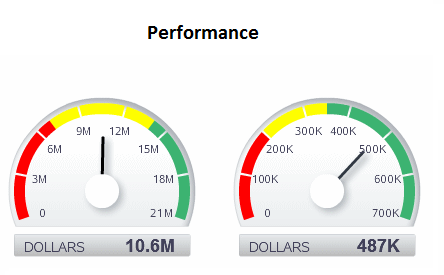 Performance
9M 12M
6M 15M
3M 18M
0 21M
DOLLARS 10.6M
300K 400K
200K 500K
100K 600K
0 700K
DOLLARS 487K